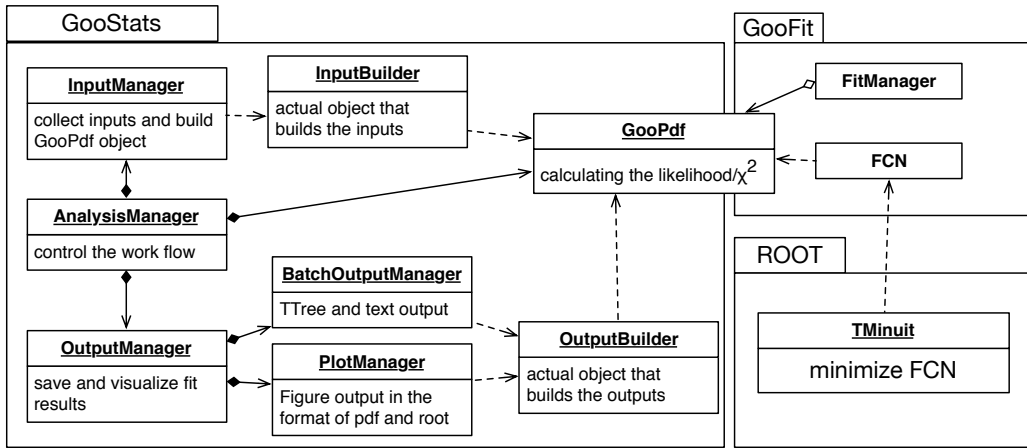 GooStats
InputManager
collect inputs and build
GooPdf object
InputBuilder
actual object that
builds the inputs
GooPdf
calculating the likelihood/χ²
AnalysisManager
control the work flow
BatchOutputManager
TTree and text output
OutputManager
save and visualize fit
results
PlotManager
Figure output in the
format of pdf and root
OutputBuilder
actual object that
builds the outputs
GooFit
FitManager
FCN
ROOT
TMinuit
minimize FCN